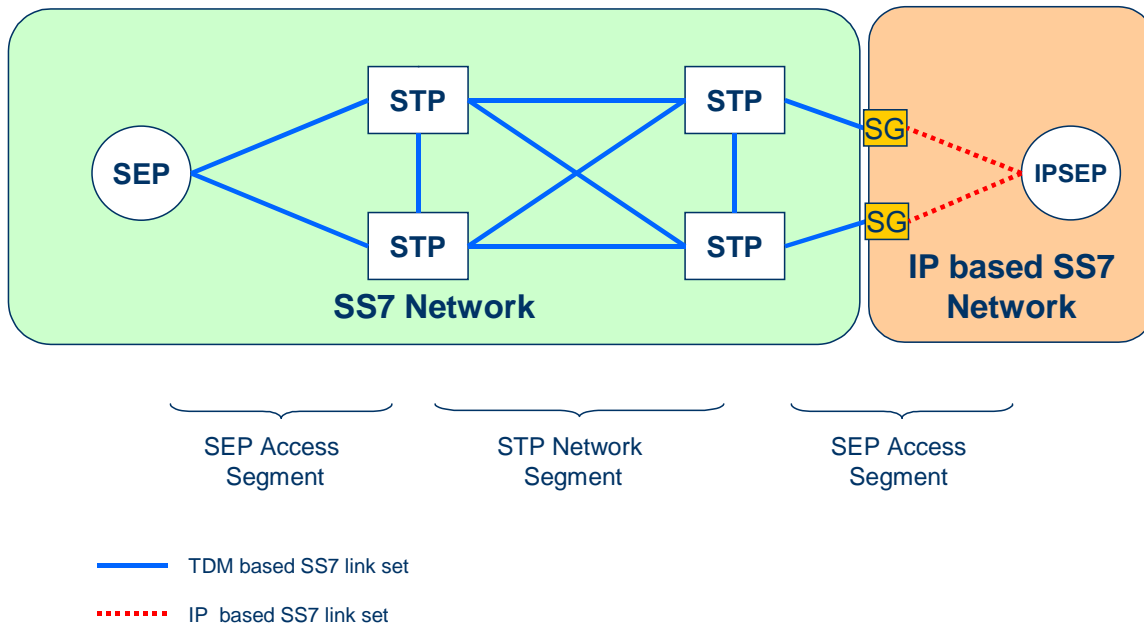 STP
STP
SEP
SG
IPSEP
STP
STP
SG
SS7 Network
IP based SS7
Network
SEP Access
Segment
STP Network
Segment
SEP Access
Segment
TDM based SS7 link set
IP based SS7 link set